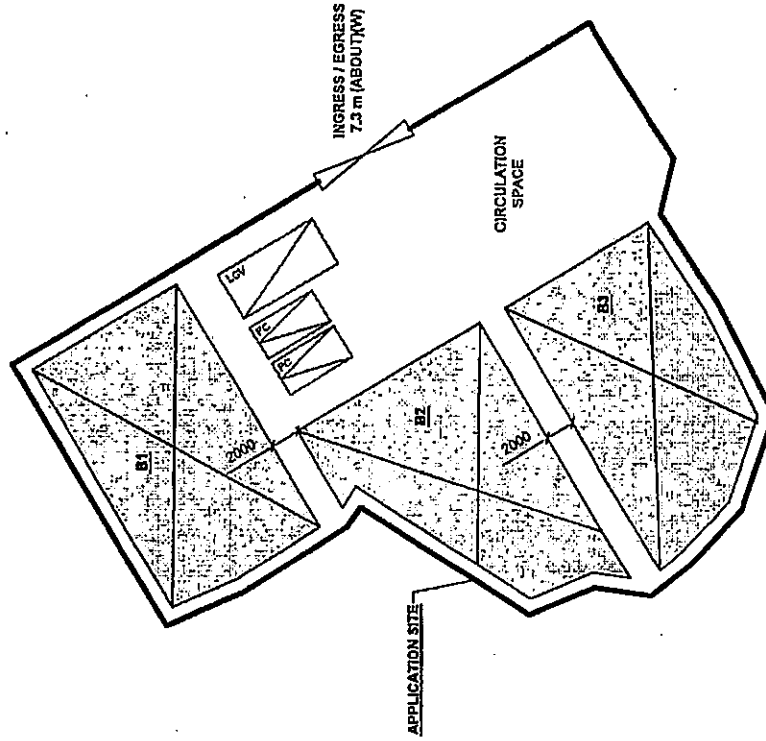 INGRESS / EGRESS
7.3 m (ABOUT)(W)
B1
LGV
PC
PC
2000
CIRCULATION
SPACE
B2
B3
2000
APPLICATION SITE